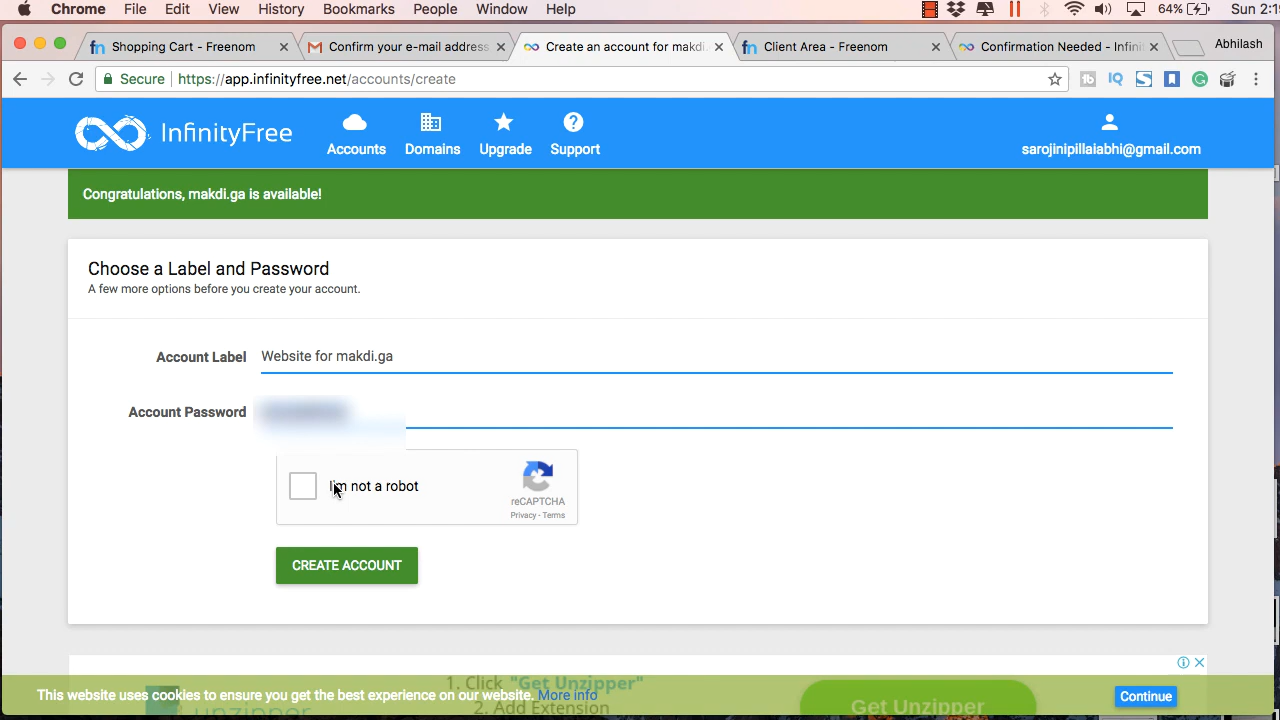 Chrome File Edit View History Bookmarks People Window Help 64% Sun 2:1
Shopping Cart - Freenom
Confirm your e-mail address
Create an account for makdi.
Client Area - Freenom
Confirmation Needed - Infini
Abhilash
Secure https://app.infinityfree.net/accounts/create
InfinityFree
Accounts Domains Upgrade Support
sarojinipillaiabhi@gmail.com
Congratulations, makdi.ga is available!
Choose a Label and Password
A few more options before you create your account.
Account Label Website for makdi.ga
Account Password
I'm not a robot
reCAPTCHA
Privacy - Terms
CREATE ACCOUNT
1. Click "Get Unzipper"
This website uses cookies to ensure you get the best experience on our website. More info Continue
unzipper
2. Add Extension
Get Unzipper